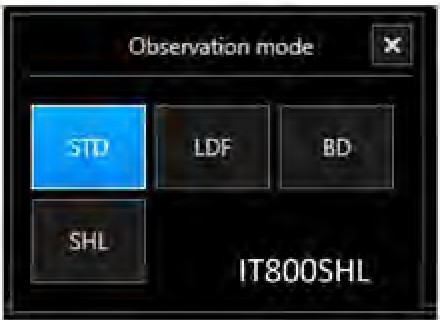 Observation mode
STD LDF BD
SHL
IT800SHL